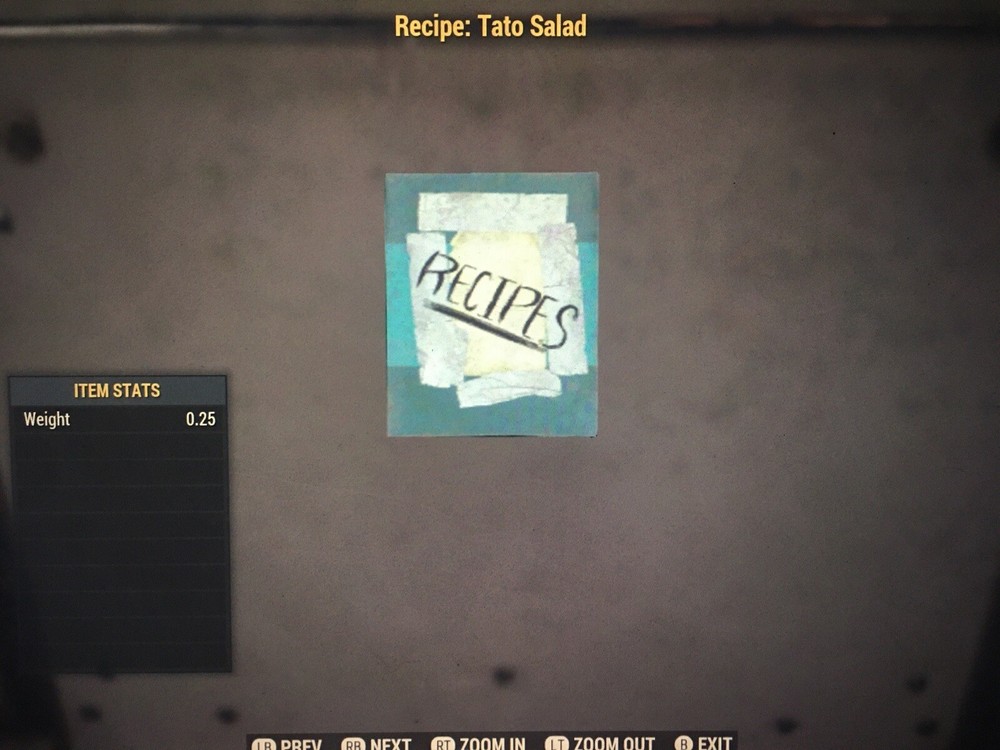 Recipe: Tato Salad
RECIPES
ITEM STATS
Weight 0.25
LB PREV RB NEXT RT ZOOM IN LT ZOOM OUT B EXIT